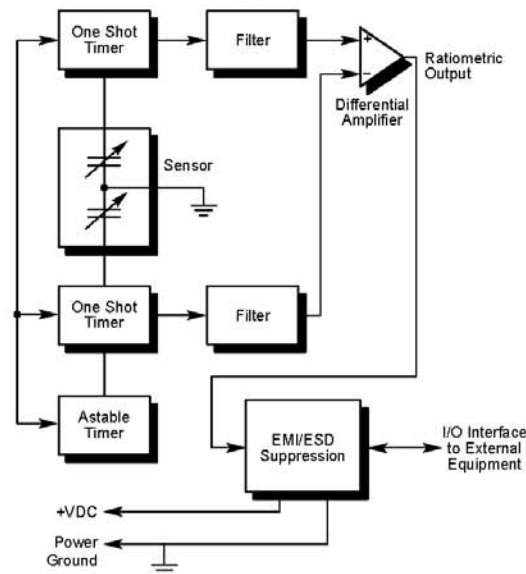 One Shot
Timer
Filter
+
−
Ratiometric
Output
Differential
Amplifier
Sensor
One Shot
Timer
Filter
Astable
Timer
EMI/ESD
Suppression
I/O Interface
to External
Equipment
+VDC
Power
Ground